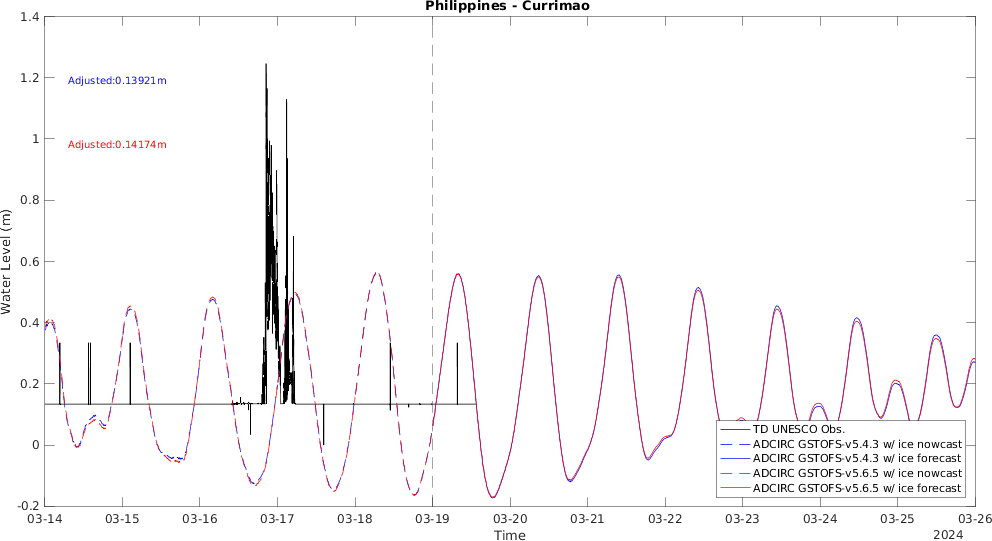 Philippines - Currimao
1.4
1.2
1
0.8
0.6
0.4
0.2
0
-0.2
Water Level (m)
Adjusted:0.13921m
Adjusted:0.14174m
TD UNESCO Obs.
ADCIRC GSTOFS-v5.4.3 w/ ice nowcast
ADCIRC GSTOFS-v5.4.3 w/ ice forecast
ADCIRC GSTOFS-v5.6.5 w/ ice nowcast
ADCIRC GSTOFS-v5.6.5 w/ ice forecast
03-14 03-15 03-16 03-17 03-18 03-19 03-20 03-21 03-22 03-23 03-24 03-25 03-26
Time
2024